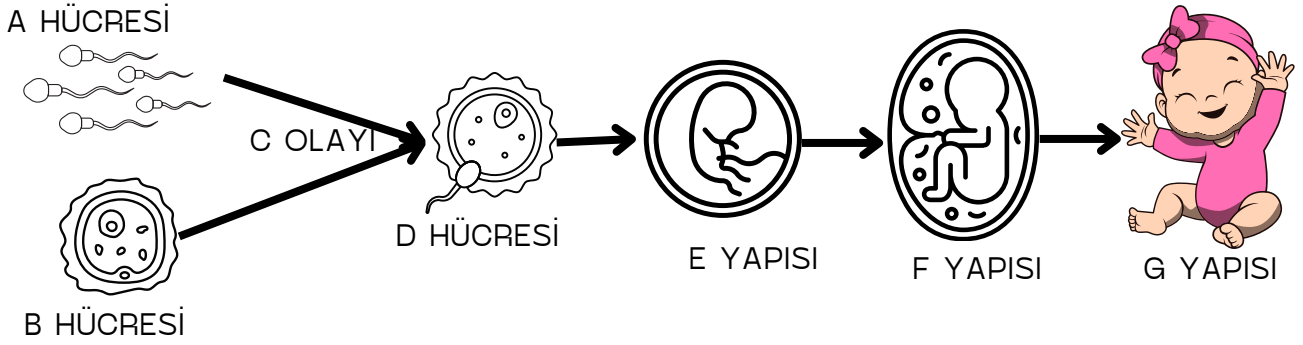 A HÜCRESİ
C OLAYI
B HÜCRESİ
D HÜCRESİ
E YAPISI
F YAPISI
G YAPISI